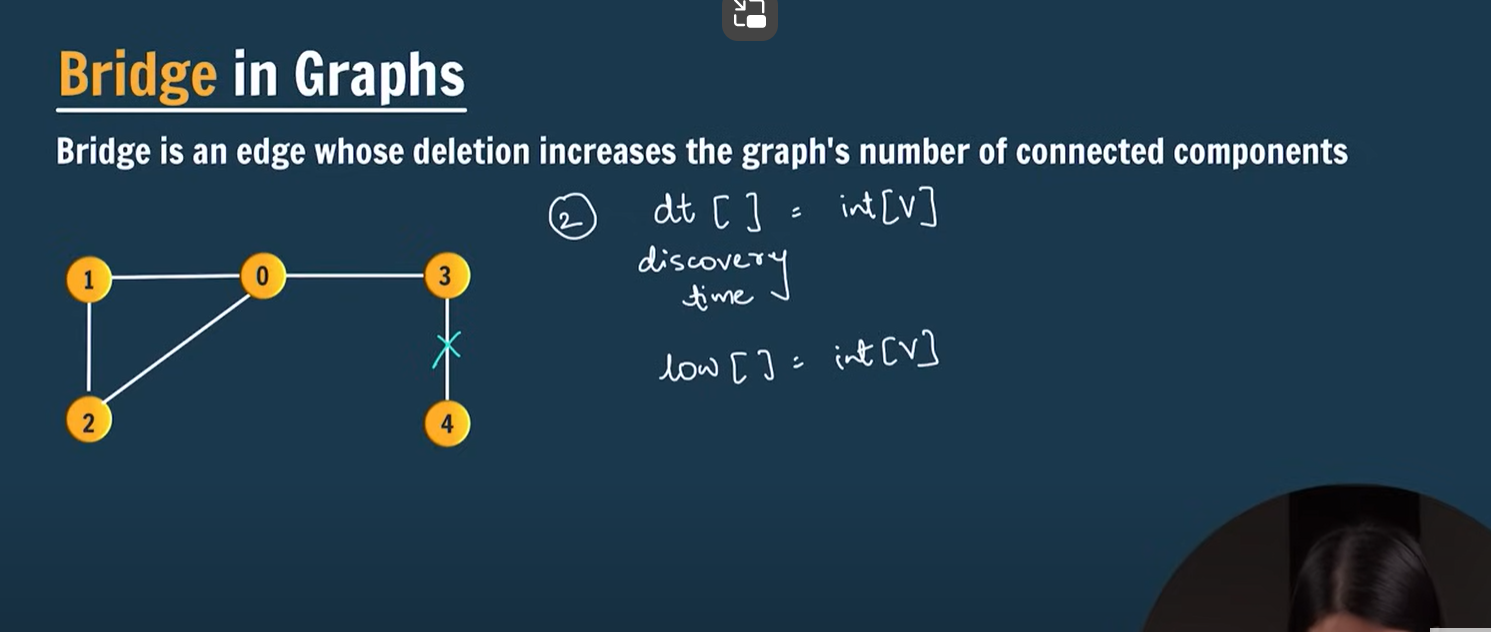 Bridge in Graphs
Bridge is an edge whose deletion increases the graph's number of connected components
② dt [ ] = int[V]
discovery
time
low [ ] = int[V]
1 0 3
2 4